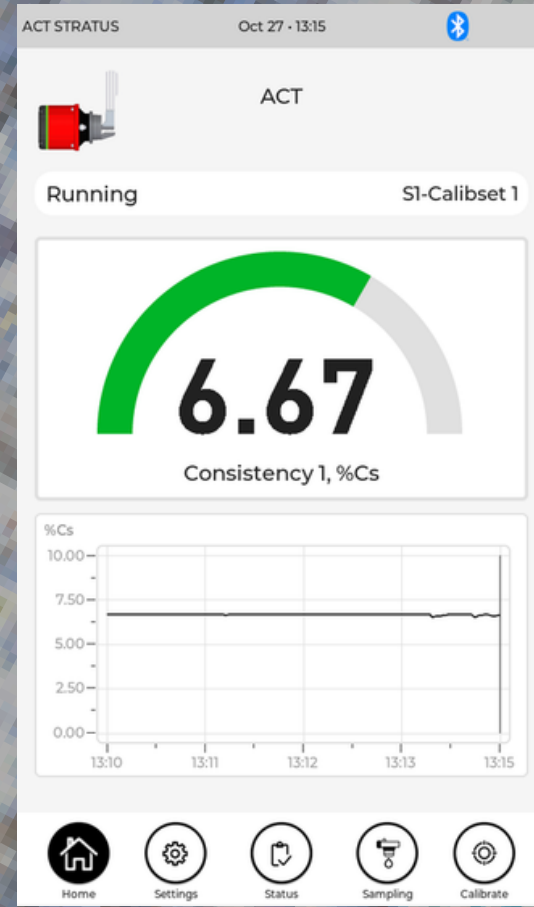 ACT STRATUS Oct 27 • 13:15
ACT
Running S1-Calibset 1
6.67
Consistency 1, %Cs
%Cs
10.00
7.50
5.00
2.50
0.00
13:10 13:11 13:12 13:13 13:15
Home Settings Status Sampling Calibrate